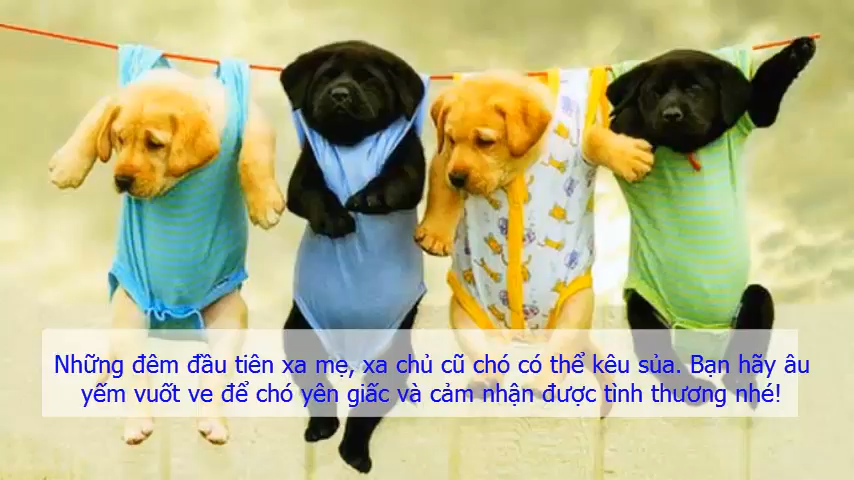 Những đêm đầu tiên xa mẹ, xa chủ cũ chó có thể kêu sủa. Bạn hãy âu
yếm vuốt ve để chó yên giấc và cảm nhận được tình thương nhé!